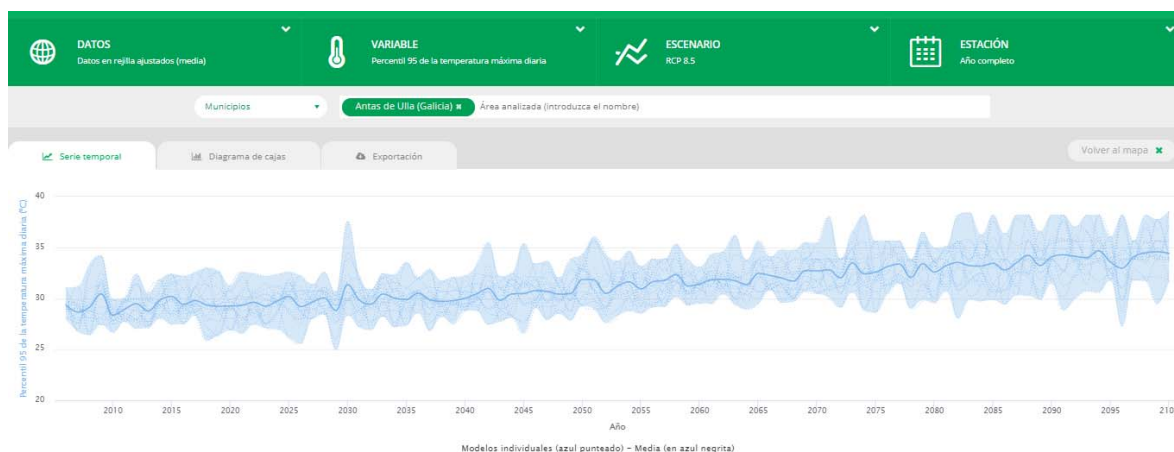 DATOS
Datos en rejilla ajustados (media)
VARIABLE
Percentil 95 de la temperatura máxima diaria
ESCENARIO
RCP 8.5
ESTACIÓN
Año completo
Municipios
Antas de Ulla (Galicia) ×
Área analizada (introduzca el nombre)
Serie temporal
Diagrama de cajas
Exportación
Volver al mapa ×
Percentil 95 de la temperatura máxima diaria (ºC)
40
35
30
25
20
2010 2015 2020 2025 2030 2035 2040 2045 2050 2055 2060 2065 2070 2075 2080 2085 2090 2095 210
Año
Modelos individuales (azul punteado) – Media (en azul negrita)